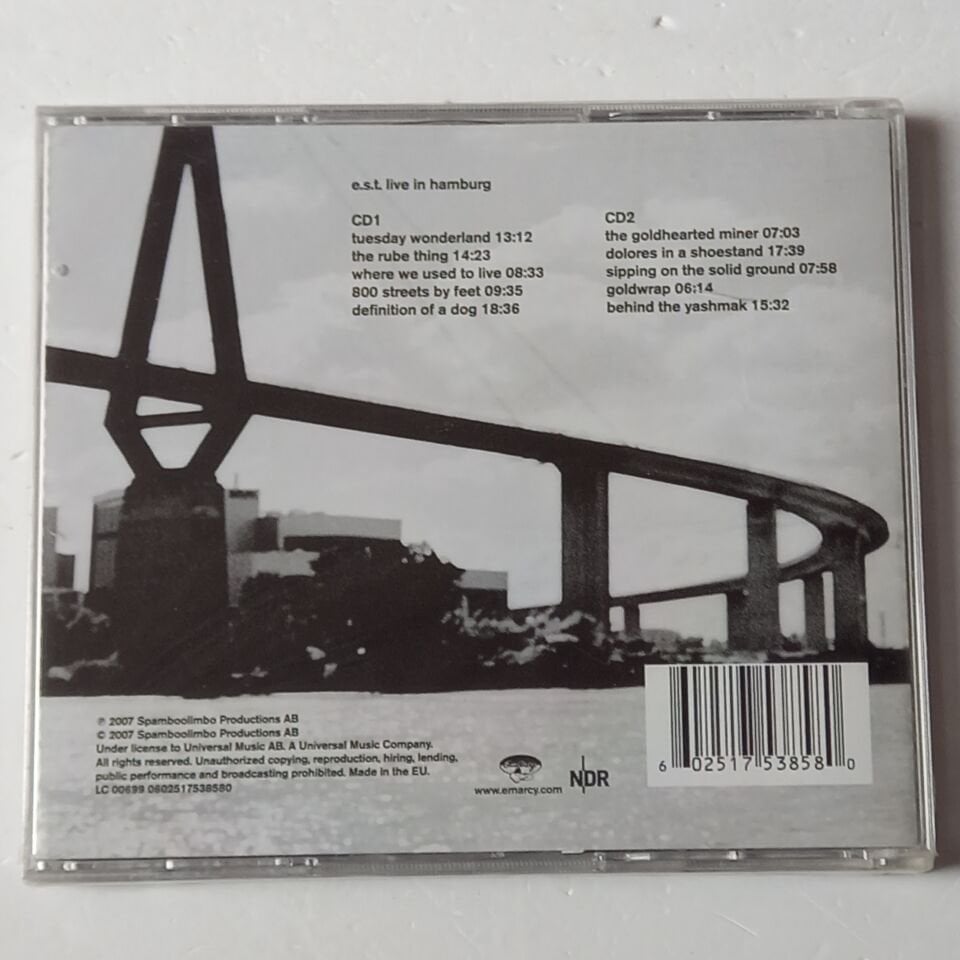 e.s.t. live in hamburg
CD1
tuesday wonderland 13:12
the rube thing 14:23
where we used to live 08:33
800 streets by feet 09:35
definition of a dog 18:36
CD2
the goldhearted miner 07:03
dolores in a shoestand 17:39
sipping on the solid ground 07:58
goldwrap 06:14
behind the yashmak 15:32
℗ 2007 Spamboolimbo Productions AB
© 2007 Spamboolimbo Productions AB
Under license to Universal Music AB. A Universal Music Company.
All rights reserved. Unauthorized copying, reproduction, hiring, lending,
public performance and broadcasting prohibited. Made in the EU.
LC 00699 0602517538580
www.emarcy.com
NDR
6 02517 53858 0